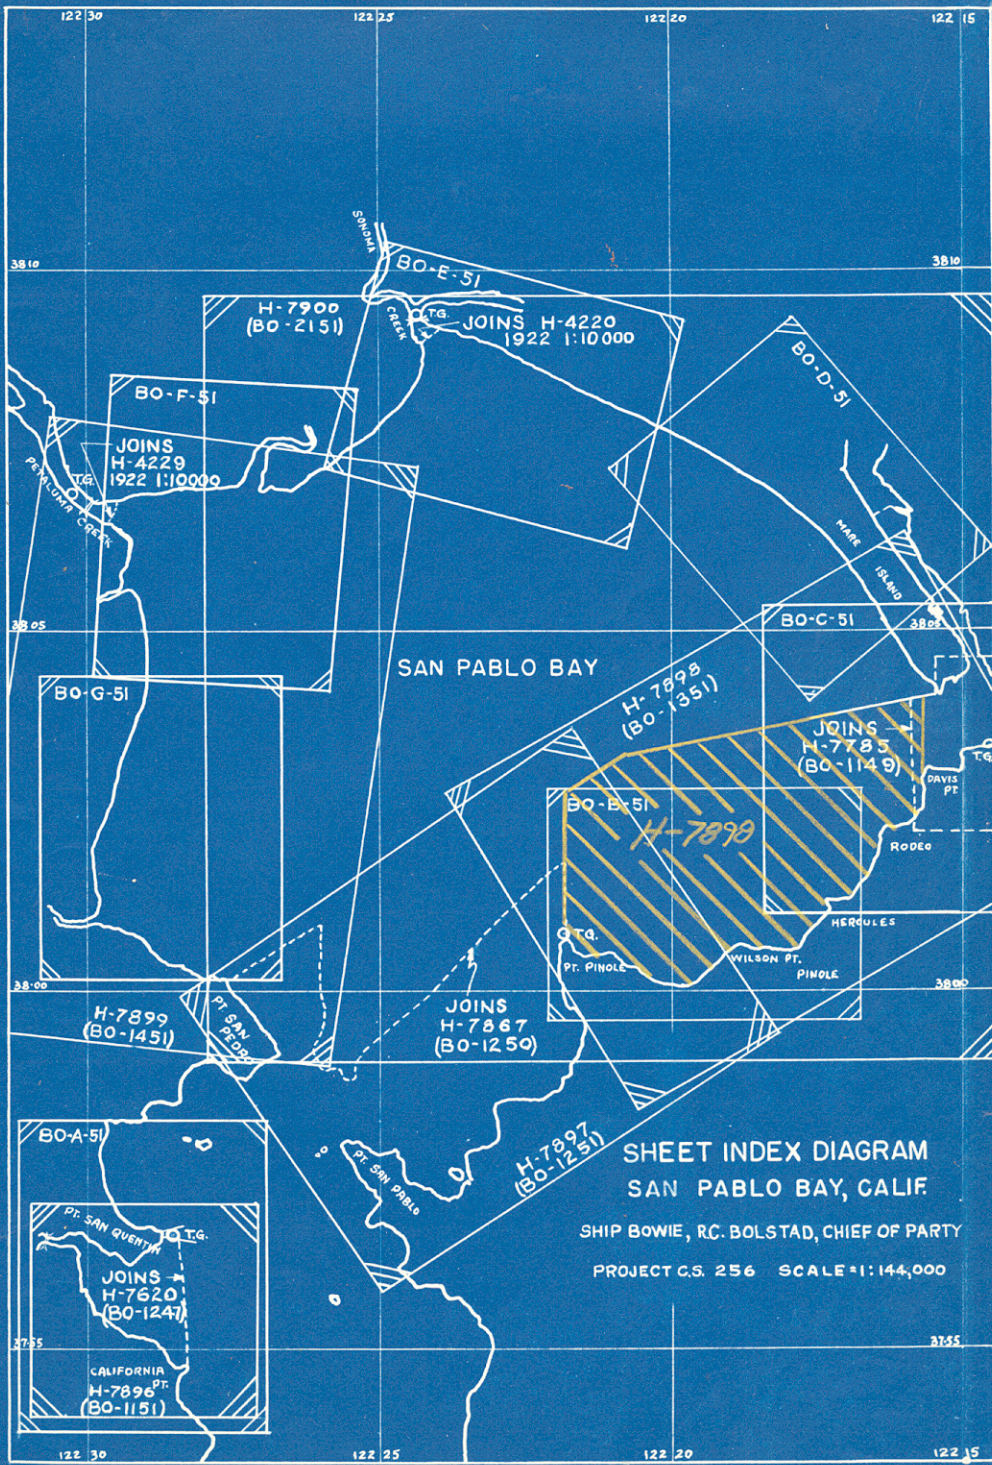 122 30
122 25
122 20
122 15
SONOMA
CREEK
38 10
38 10
BO-E-51
H-7900
(BO-2151)
T.G.
JOINS H-4220
1922 1:10000
BO-D-51
BO-F-51
JOINS
H-4229
1922 1:10000
T.G.
PETALUMA CREEK
MARE
ISLAND
38 05
38 05
BO-C-51
SAN PABLO BAY
H-7898
(BO-1351)
BO-G-51
JOINS
H-7785
(BO-1149)
T.G.
DAVIS
PT.
BO-B-51
H-7898
RODEO
HERCULES
T.G.
PT. PINOLE
WILSON PT.
PINOLE
38 00
38 00
H-7899
(BO-1451)
PT. SAN
PEDRO
JOINS
H-7867
(BO-1250)
BO-A-51
H-7897
(BO-1251)
PT. SAN PABLO
SHEET INDEX DIAGRAM
SAN PABLO BAY, CALIF.
SHIP BOWIE, R.C. BOLSTAD, CHIEF OF PARTY
PROJECT C.S. 256 SCALE=1:144,000
PT. SAN QUENTIN
T.G.
JOINS
H-7620
(BO-1247)
37 55
37 55
CALIFORNIA
PT.
H-7896
(BO-1151)
122 30
122 25
122 20
122 15